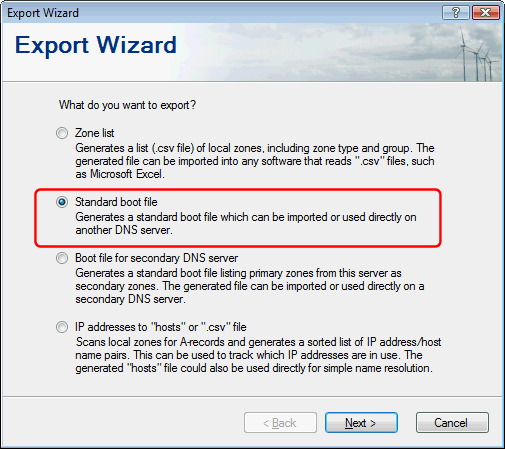 Export Wizard
Export Wizard
What do you want to export?
Zone list
Generates a list (.csv file) of local zones, including zone type and group. The
generated file can be imported into any software that reads ".csv" files, such
as Microsoft Excel.
Standard boot file
Generates a standard boot file which can be imported or used directly on
another DNS server.
Boot file for secondary DNS server
Generates a standard boot file listing primary zones from this server as
secondary zones. The generated file can be imported or used directly on a
secondary DNS server.
IP addresses to "hosts" or ".csv" file
Scans local zones for A-records and generates a sorted list of IP address/host
name pairs. This can be used to track which IP addresses are in use. The
generated "hosts" file could also be used directly for simple name resolution.
< Back
Next >
Cancel